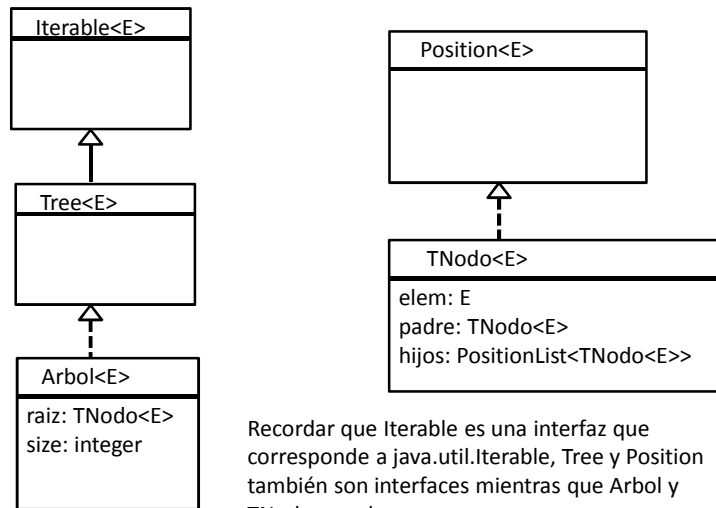 Iterable<E>
Tree<E>
Arbol<E>
raiz: TNodo<E>
size: integer
Position<E>
TNodo<E>
elem: E
padre: TNodo<E>
hijos: PositionList<TNodo<E>>
Recordar que Iterable es una interfaz que
corresponde a java.util.Iterable, Tree y Position
también son interfaces mientras que Arbol y